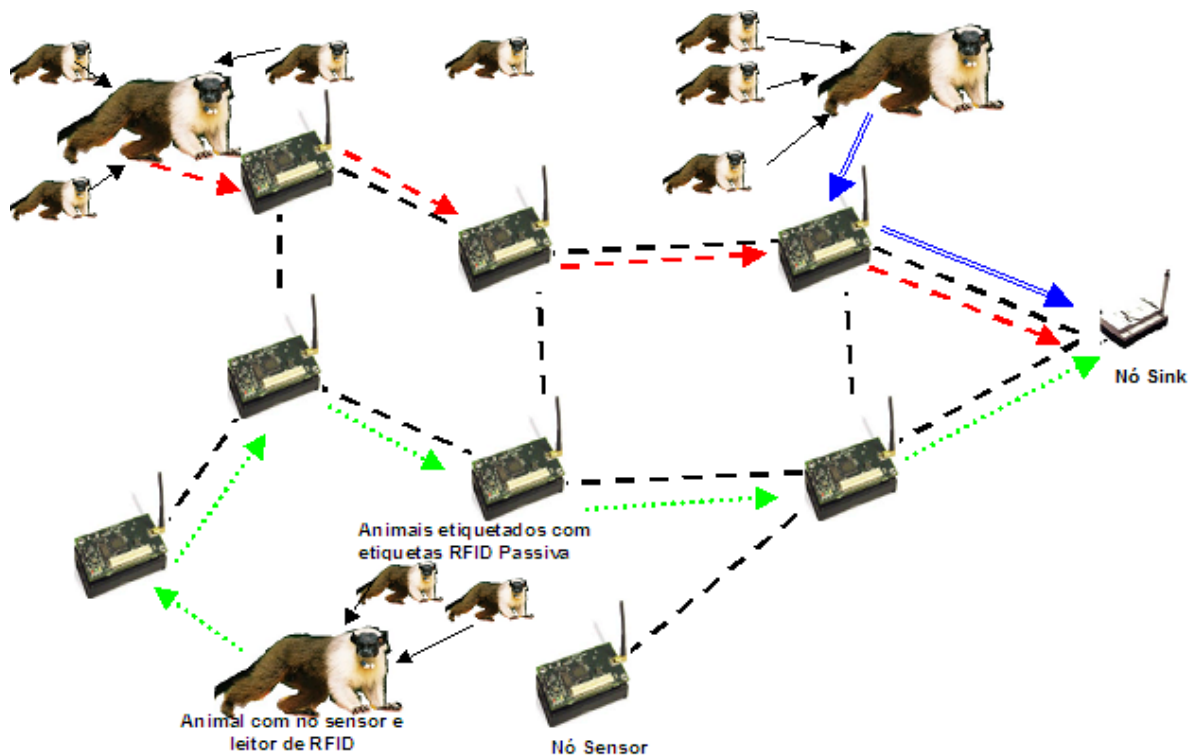 Nó Sink
Animais etiquetados com
etiquetas RFID Passiva
Animal com nó sensor e
leitor de RFID
Nó Sensor